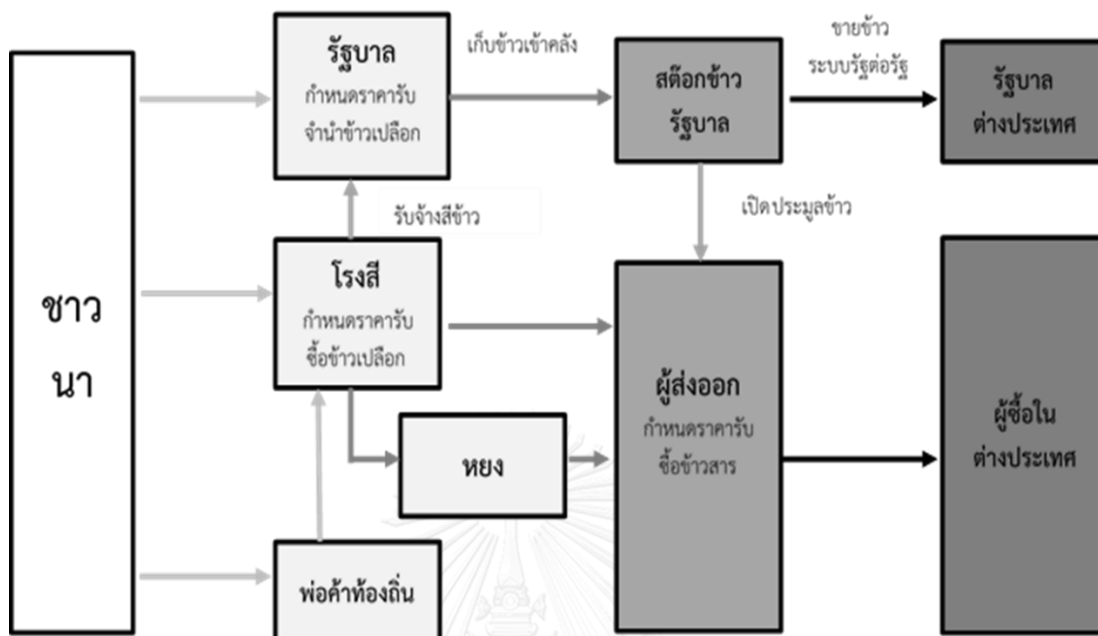 ชาว
นา
รัฐบาล
กำหนดราคารับ
จำนำข้าวเปลือก
เก็บข้าวเข้าคลัง
สต๊อกข้าว
รัฐบาล
ขายข้าว
ระบบรัฐต่อรัฐ
รัฐบาล
ต่างประเทศ
รับจ้างสีข้าว
เปิดประมูลข้าว
โรงสี
กำหนดราคารับ
ซื้อข้าวเปลือก
หยง
พ่อค้าท้องถิ่น
ผู้ส่งออก
กำหนดราคารับ
ซื้อข้าวสาร
ผู้ซื้อใน
ต่างประเทศ